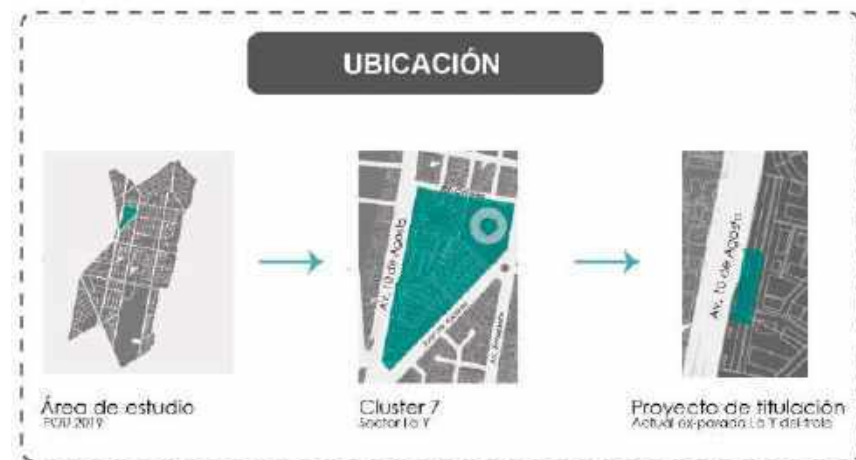 UBICACIÓN
Av. 10 de Agosto
Av. 10 de Agosto
Área de estudio
2019
Cluster 7
Sector La Y
Proyecto de titulación
Actual ex-parada La Y del trole